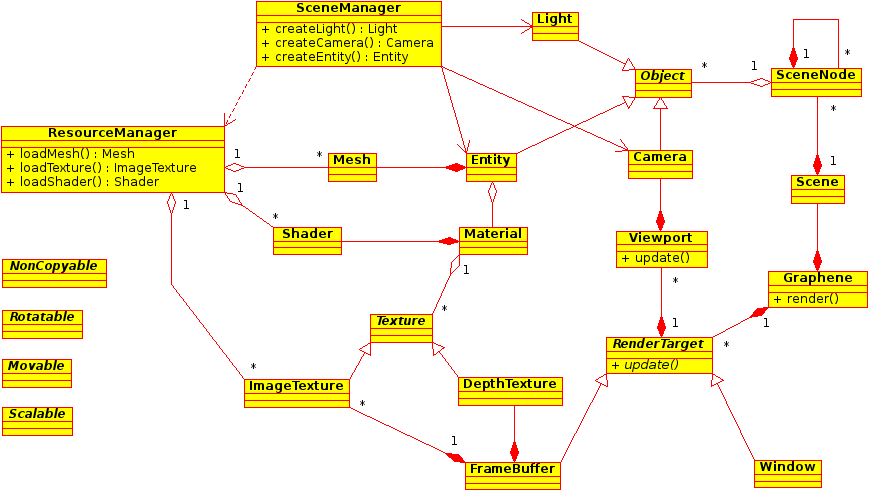 SceneManager
+ createLight() : Light
+ createCamera() : Camera
+ createEntity() : Entity
Light
Object
*
1
SceneNode
1
*
ResourceManager
+ loadMesh() : Mesh
+ loadTexture() : ImageTexture
+ loadShader() : Shader
1
*
Mesh
Entity
Camera
*
1
Scene
1
*
1
Shader
Material
Viewport
+ update()
NonCopyable
1
*
Graphene
+ render()
Rotatable
*
Texture
1
1
*
RenderTarget
+ update()
Movable
*
ImageTexture
DepthTexture
Scalable
*
1
FrameBuffer
Window